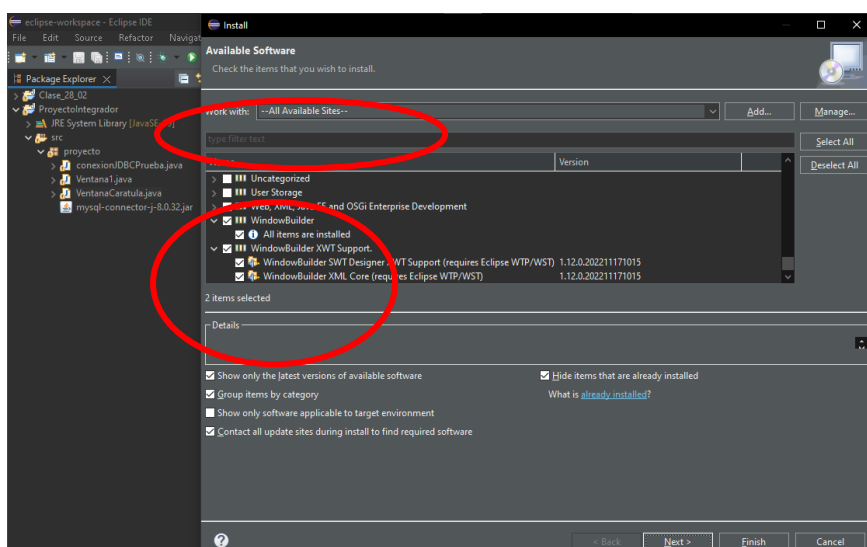 eclipse-workspace - Eclipse IDE
File Edit Source Refactor Navigat
Package Explorer
Clase_28_02
ProyectoIntegrador
JRE System Library [JavaSE
src
proyecto
conexionJDBCPrueba.java
Ventana1.java
VentanaCaratula.java
mysql-connector-j-8.0.32.jar
Install
Available Software
Check the items that you wish to install.
Work with: --All Available Sites-- Add... Manage...
type filter text Select All
Version Deselect All
Uncategorized
User Storage
Web, XML, Java EE and OSGi Enterprise Development
WindowBuilder
All items are installed
WindowBuilder XWT Support.
WindowBuilder SWT Designer XWT Support (requires Eclipse WTP/WST) 1.12.0.202211171015
WindowBuilder XML Core (requires Eclipse WTP/WST) 1.12.0.202211171015
2 items selected
Details
Show only the latest versions of available software Hide items that are already installed
Group items by category What is already installed?
Show only software applicable to target environment
Contact all update sites during install to find required software
? < Back Next > Finish Cancel